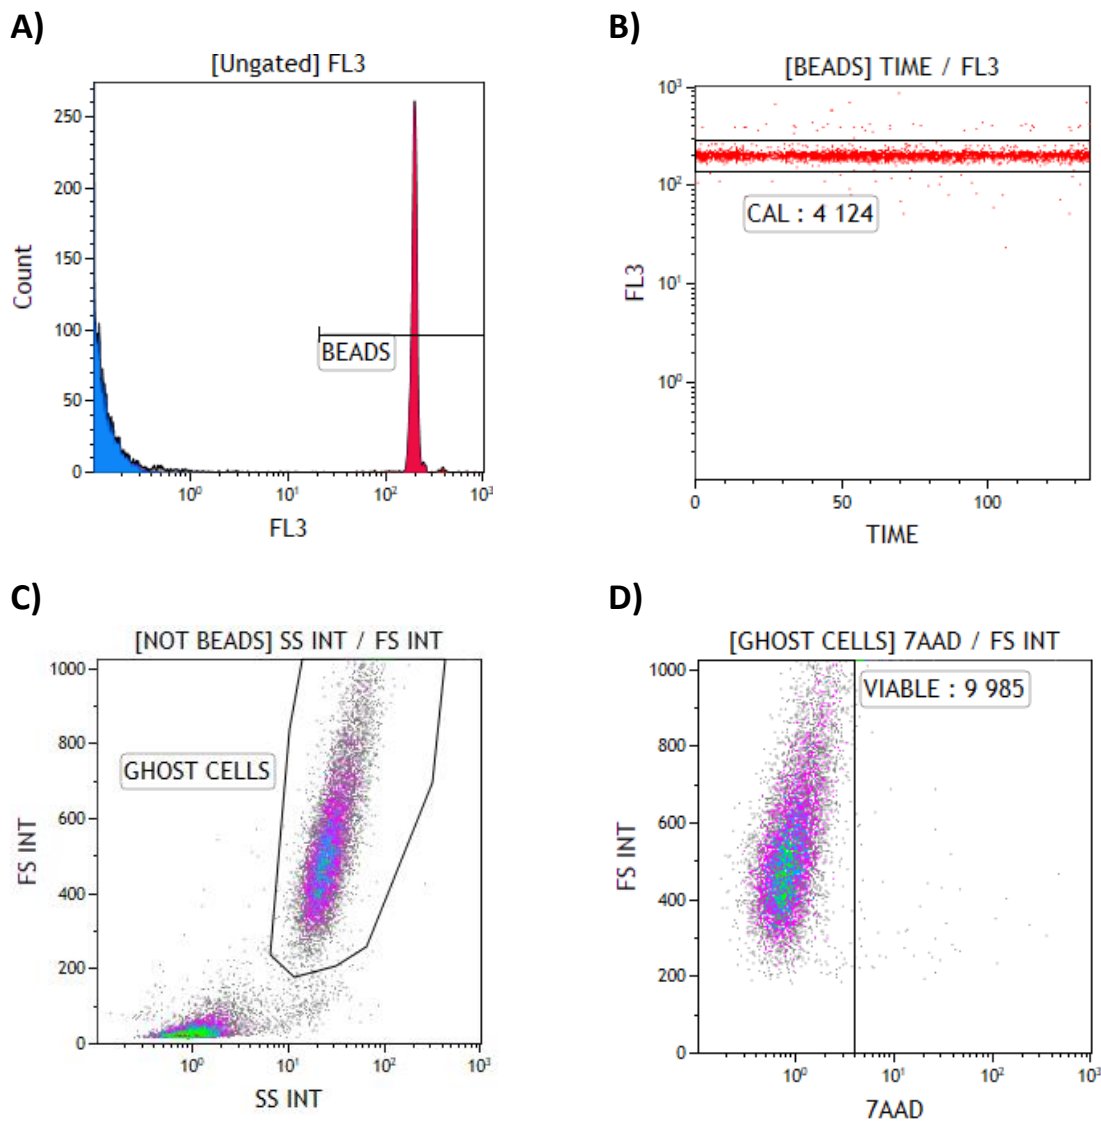 A)
[Ungated] FL3
250
200
150
100
50
0
Count
BEADS
10⁰
10¹
10²
10³
FL3
B)
[BEADS] TIME / FL3
10³
10²
10¹
10⁰
FL3
CAL : 4 124
0
50
100
TIME
C)
[NOT BEADS] SS INT / FS INT
1000
800
600
400
200
0
FS INT
GHOST CELLS
10⁰
10¹
10²
10³
SS INT
D)
[GHOST CELLS] 7AAD / FS INT
1000
800
600
400
200
0
FS INT
VIABLE : 9 985
10⁰
10¹
10²
10³
7AAD